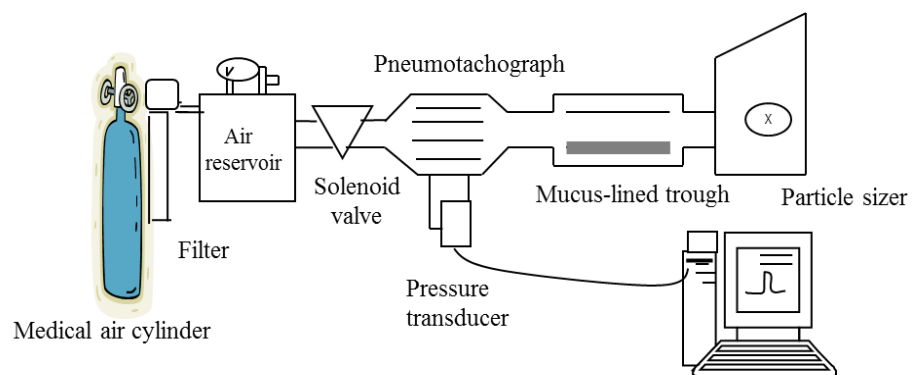 Pneumotachograph
Air
reservoir
Solenoid
valve
Mucus-lined trough
X
Particle sizer
Filter
Pressure
transducer
Medical air cylinder